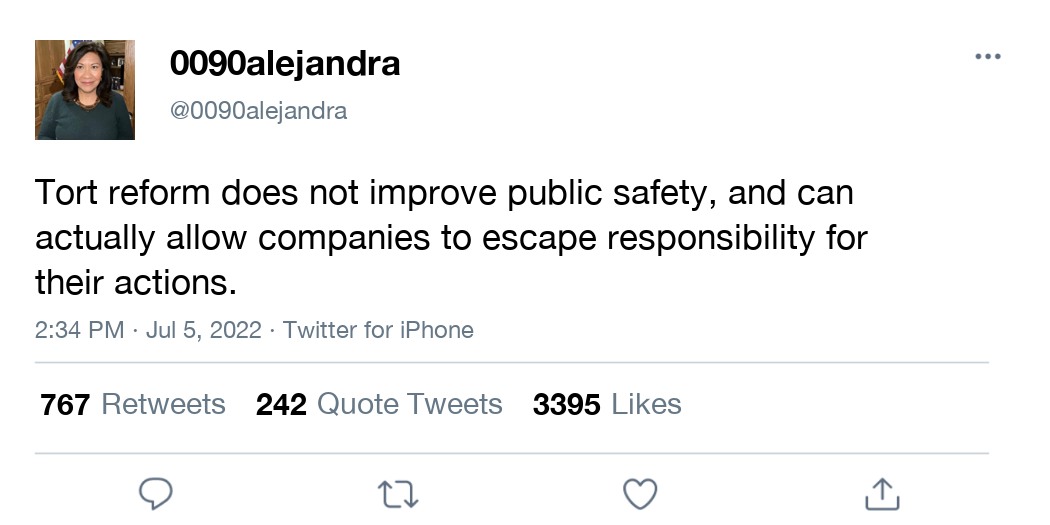 0090alejandra
@0090alejandra
Tort reform does not improve public safety, and can
actually allow companies to escape responsibility for
their actions.
2:34 PM · Jul 5, 2022 · Twitter for iPhone
767 Retweets 242 Quote Tweets 3395 Likes